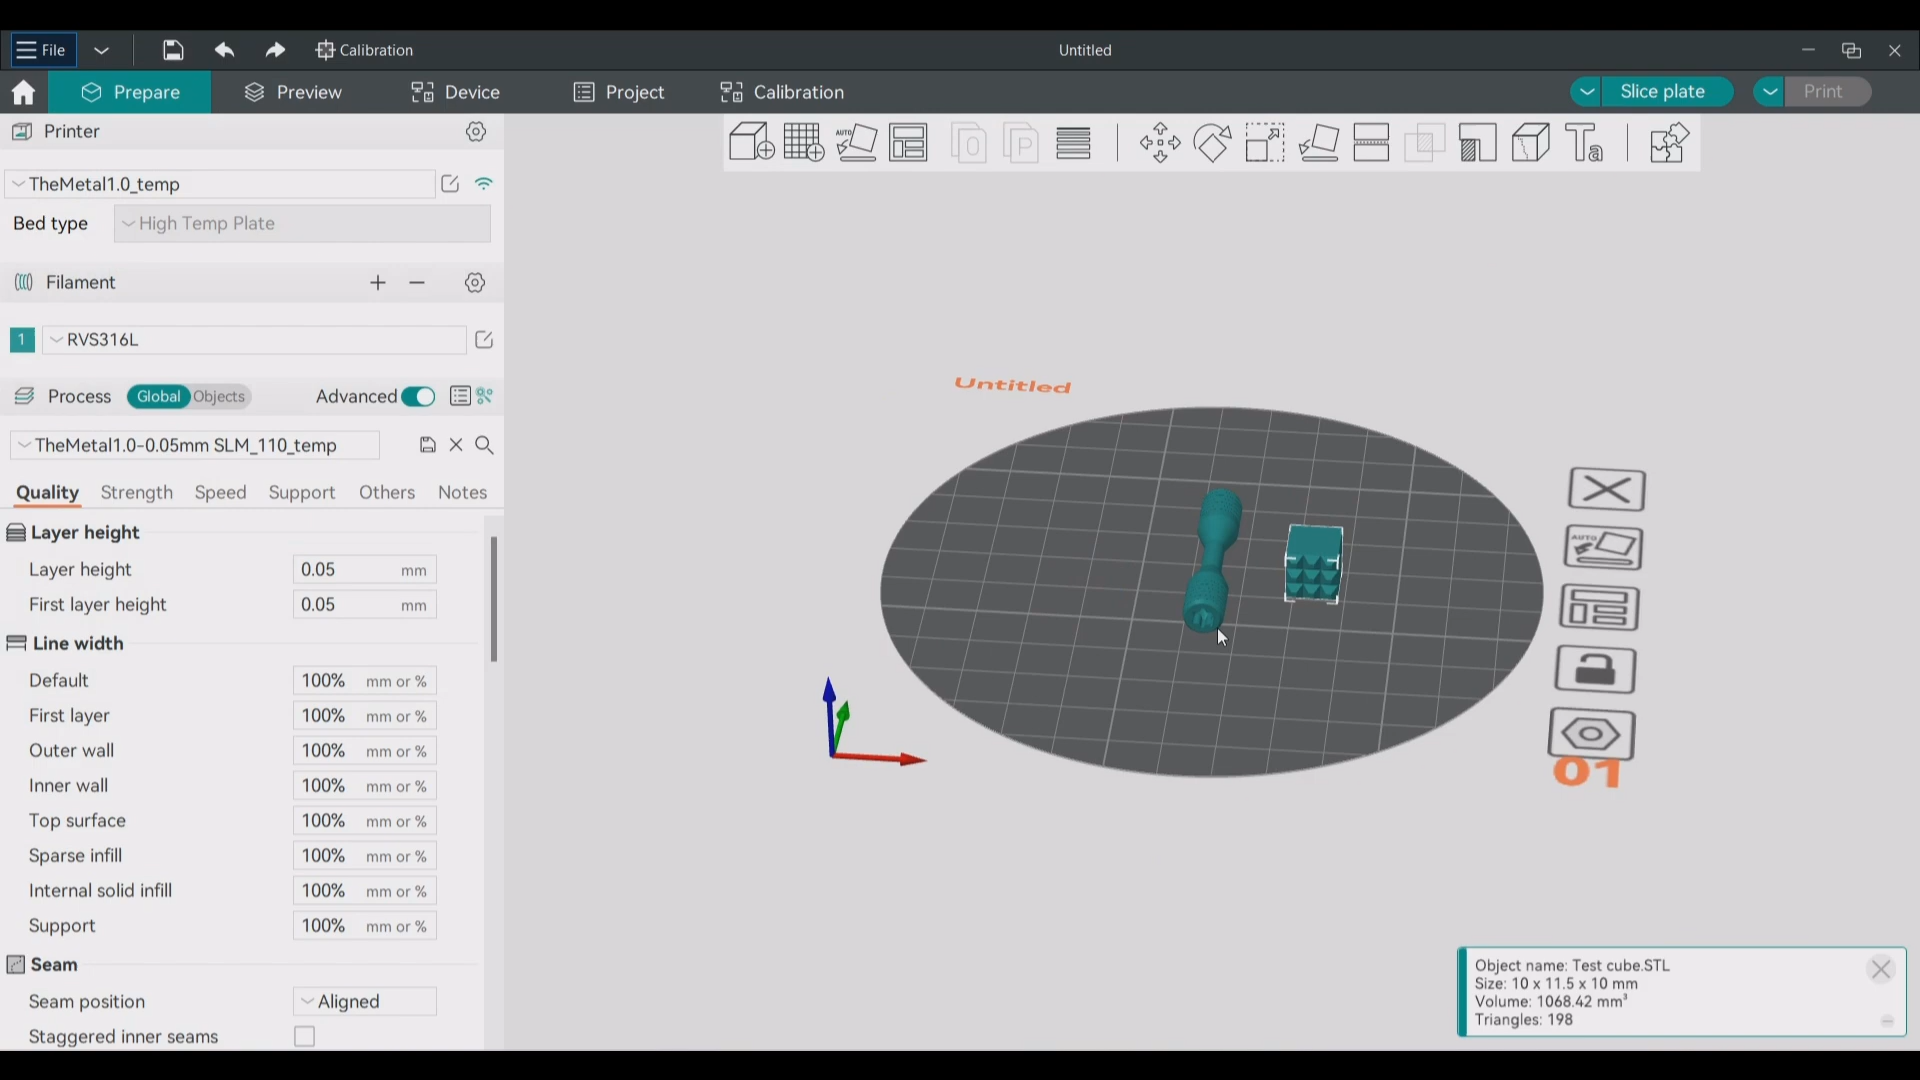 File
Calibration
Untitled
Prepare
Preview
Device
Project
Calibration
Slice plate
Print
Printer
TheMetal1.0_temp
Bed type
High Temp Plate
Filament
1
RVS316L
Process
Global
Objects
Advanced
TheMetal1.0-0.05mm SLM_110_temp
Quality
Strength
Speed
Support
Others
Notes
Layer height
Layer height 0.05 mm
First layer height 0.05 mm
Line width
Default 100% mm or %
First layer 100% mm or %
Outer wall 100% mm or %
Inner wall 100% mm or %
Top surface 100% mm or %
Sparse infill 100% mm or %
Internal solid infill 100% mm or %
Support 100% mm or %
Seam
Seam position Aligned
Staggered inner seams
AUTO
O
P
Ta
Untitled
AUTO
01
Object name: Test cube.STL
Size: 10 x 11.5 x 10 mm
Volume: 1068.42 mm³
Triangles: 198